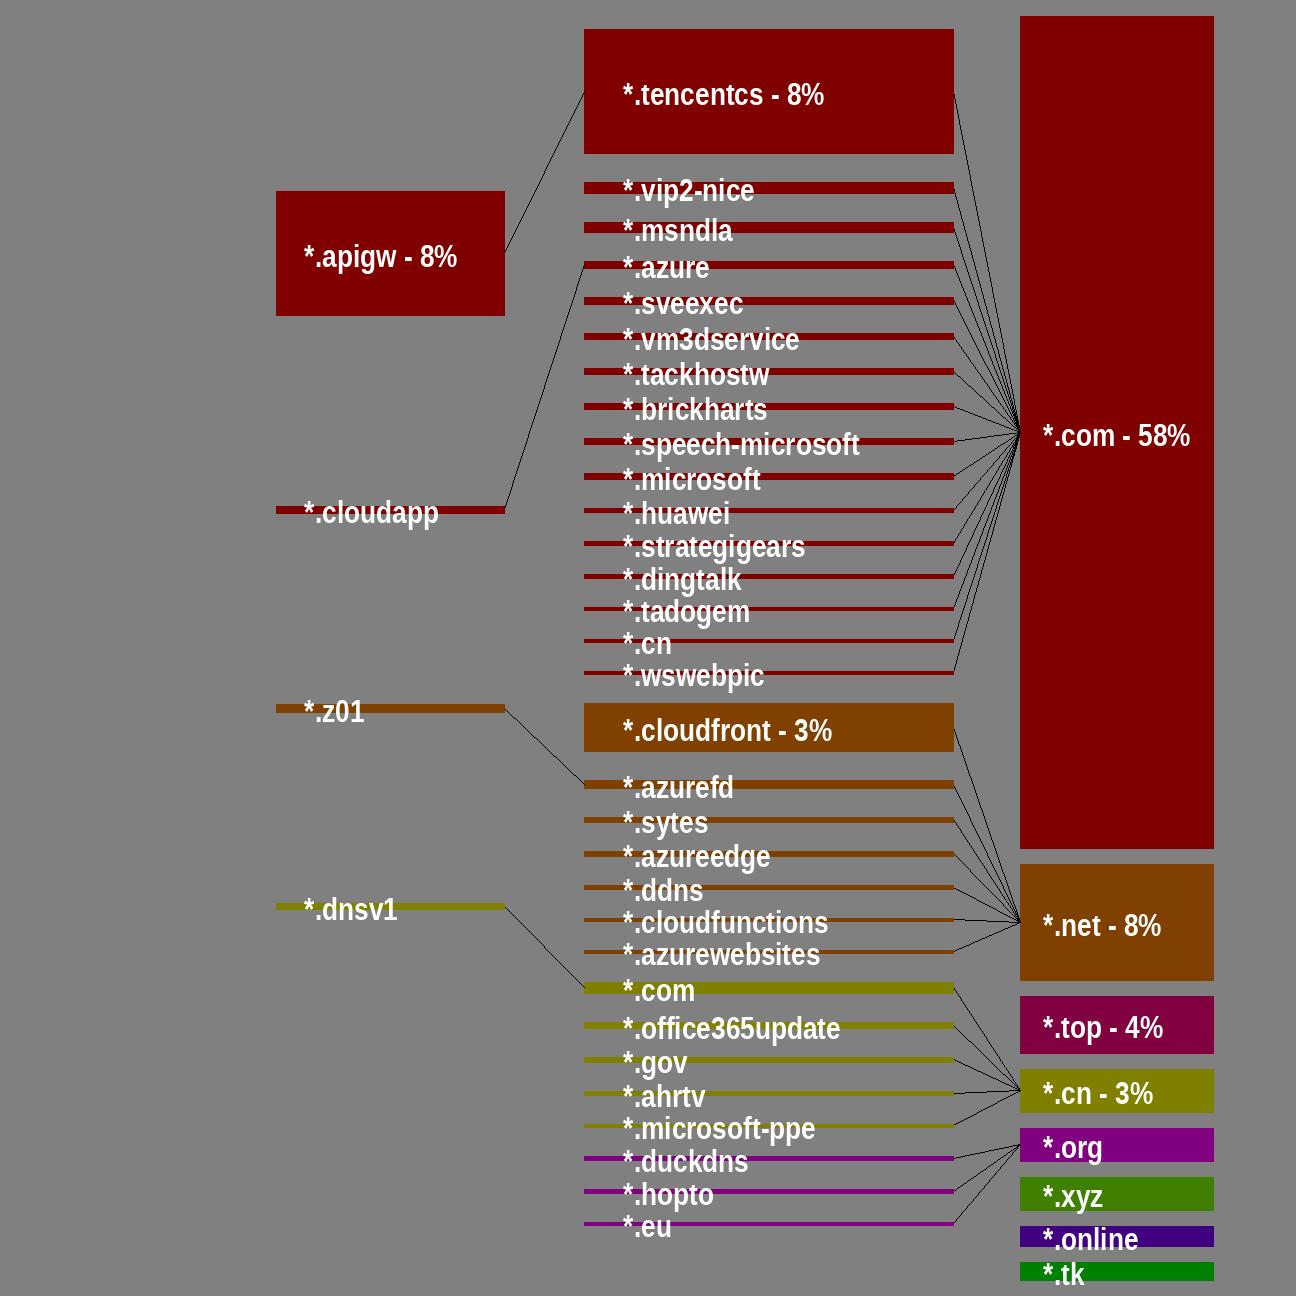 *.apigw - 8%
*.cloudapp
*.z01
*.dnsv1
*.tencentcs - 8%
*.vip2-nice
*.msndla
*.azure
*.sveexec
*.vm3dservice
*.tackhostw
*.brickharts
*.speech-microsoft
*.microsoft
*.huawei
*.strategigears
*.dingtalk
*.tadogem
*.cn
*.wswebpic
*.cloudfront - 3%
*.azurefd
*.sytes
*.azureedge
*.ddns
*.cloudfunctions
*.azurewebsites
*.com
*.office365update
*.gov
*.ahrtv
*.microsoft-ppe
*.duckdns
*.hopto
*.eu
*.com - 58%
*.net - 8%
*.top - 4%
*.cn - 3%
*.org
*.xyz
*.online
*.tk